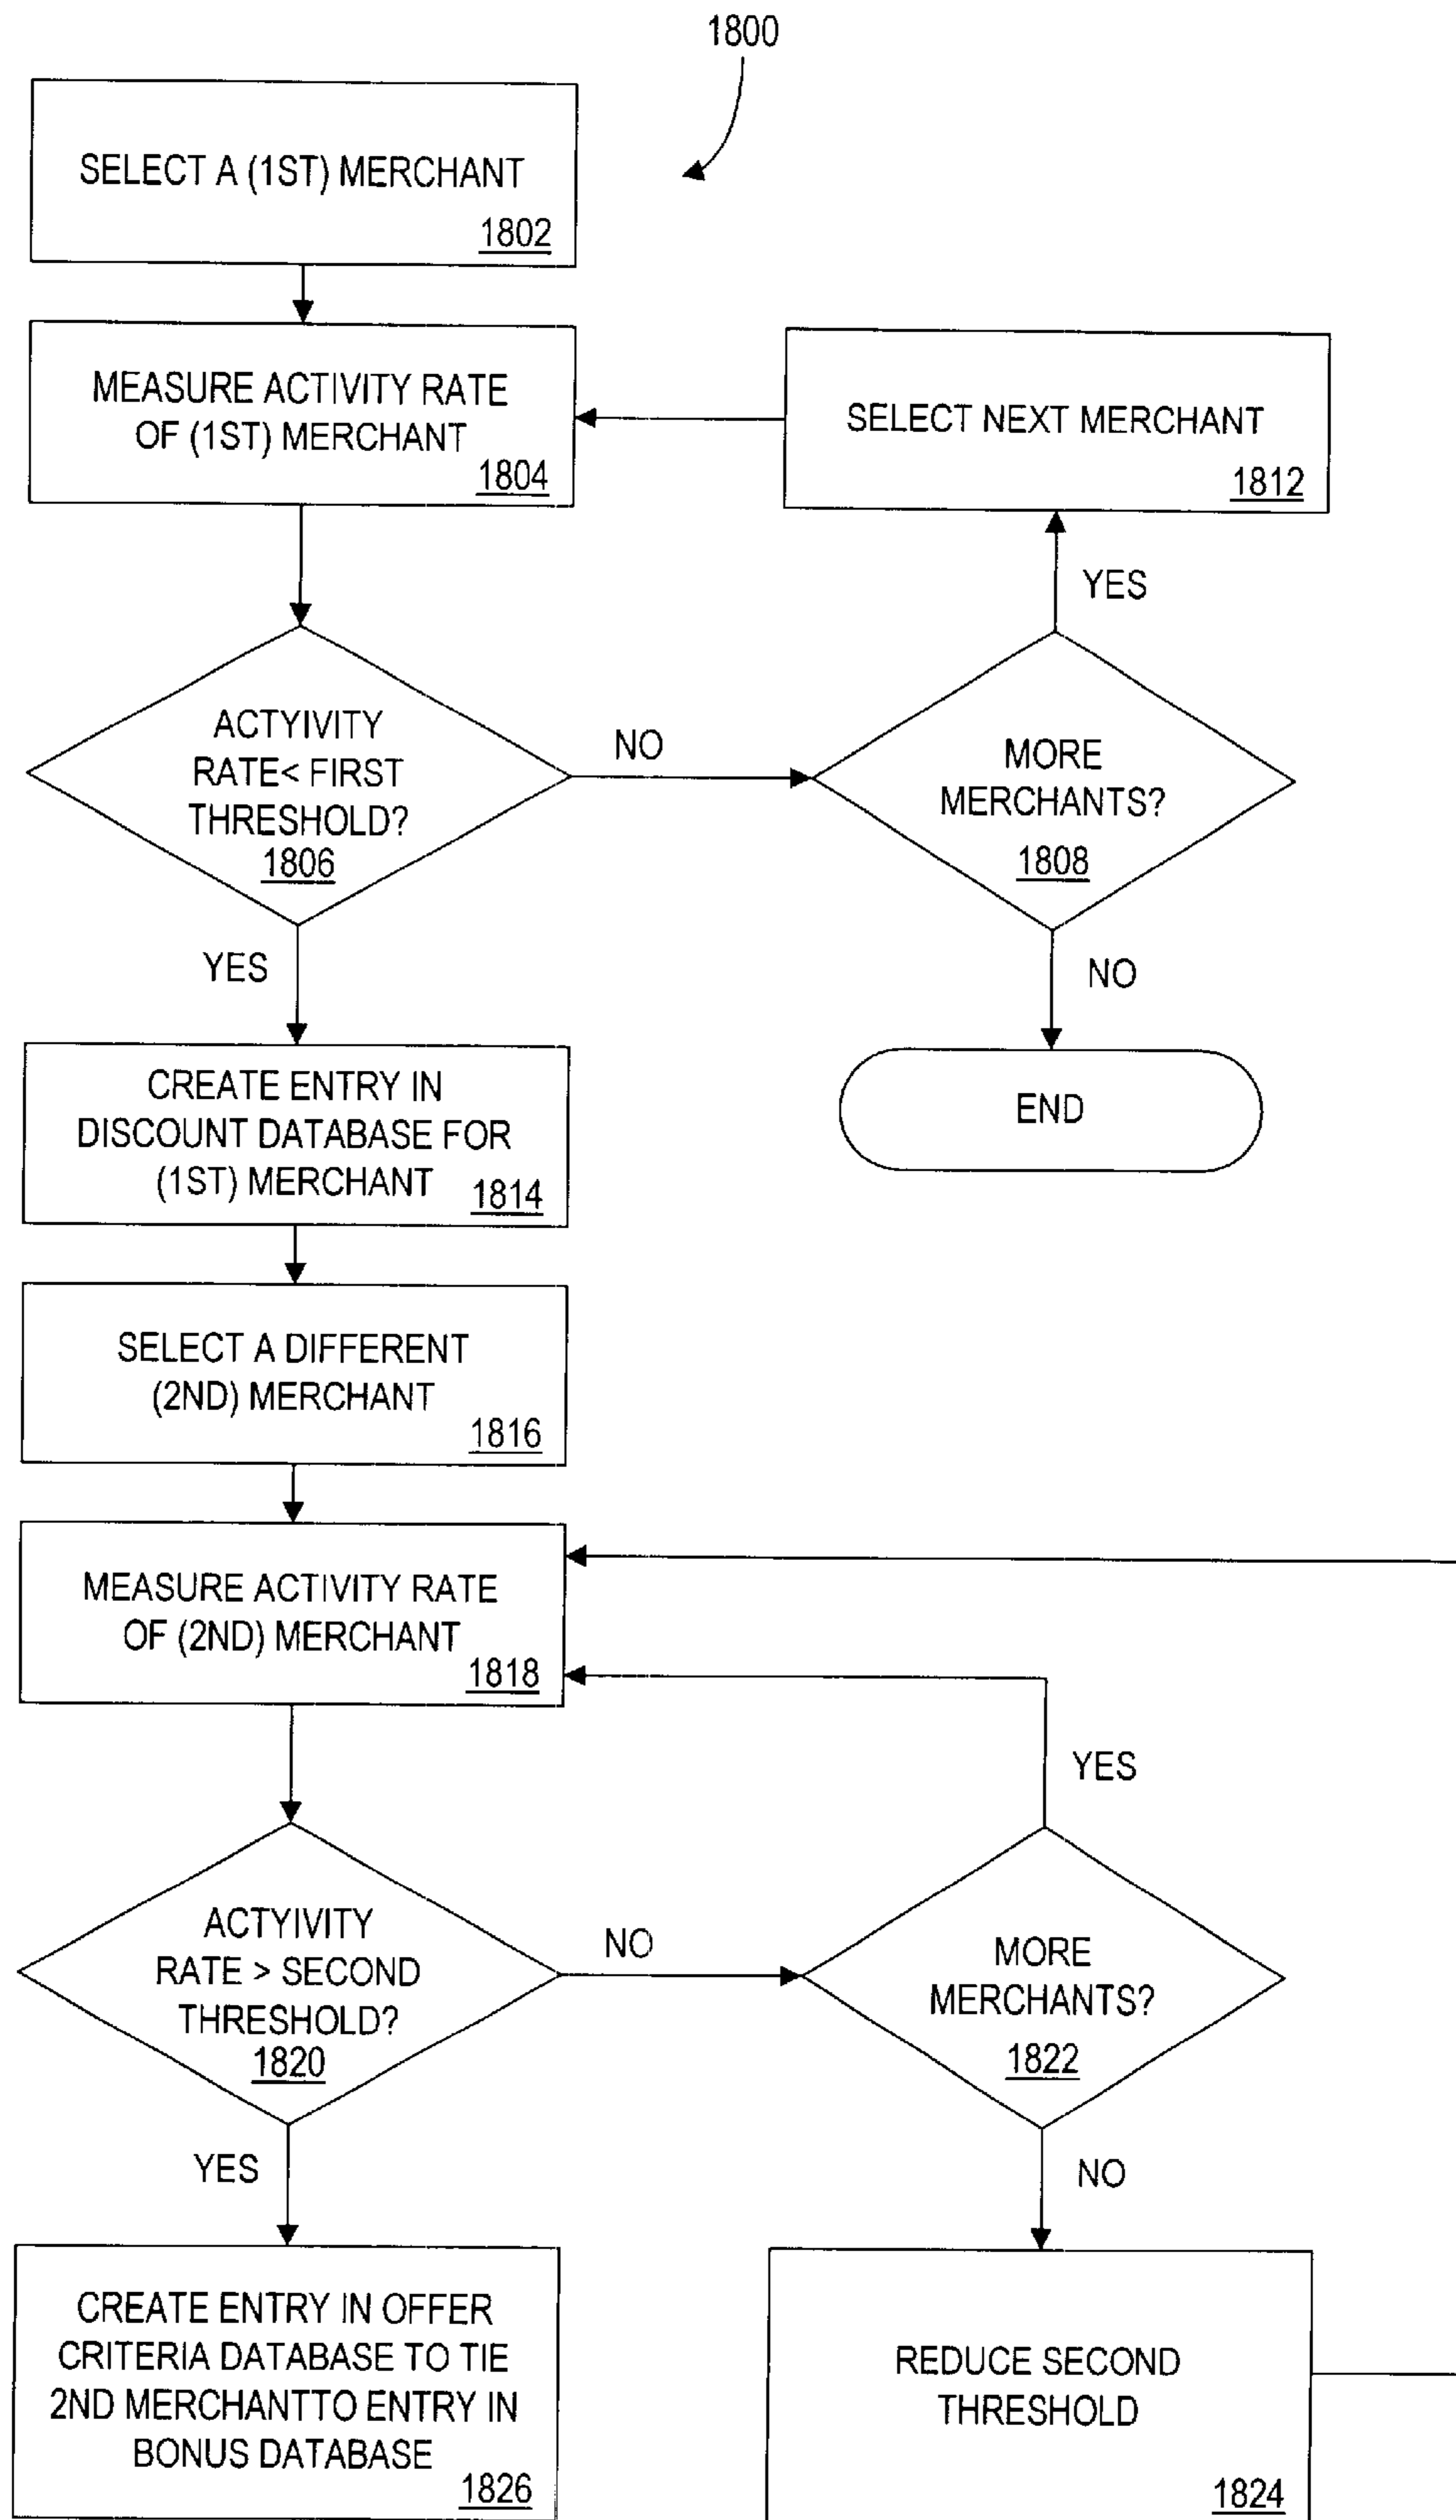 1800
SELECT A (1ST) MERCHANT
1802
MEASURE ACTIVITY RATE
OF (1ST) MERCHANT
1804
SELECT NEXT MERCHANT
1812
YES
ACTYIVITY
RATE< FIRST
THRESHOLD?
1806
NO
MORE
MERCHANTS?
1808
YES
NO
CREATE ENTRY IN
DISCOUNT DATABASE FOR
(1ST) MERCHANT
1814
END
SELECT A DIFFERENT
(2ND) MERCHANT
1816
MEASURE ACTIVITY RATE
OF (2ND) MERCHANT
1818
YES
ACTYIVITY
RATE > SECOND
THRESHOLD?
1820
NO
MORE
MERCHANTS?
1822
YES
NO
CREATE ENTRY IN OFFER
CRITERIA DATABASE TO TIE
2ND MERCHANTTO ENTRY IN
BONUS DATABASE
1826
REDUCE SECOND
THRESHOLD
1824